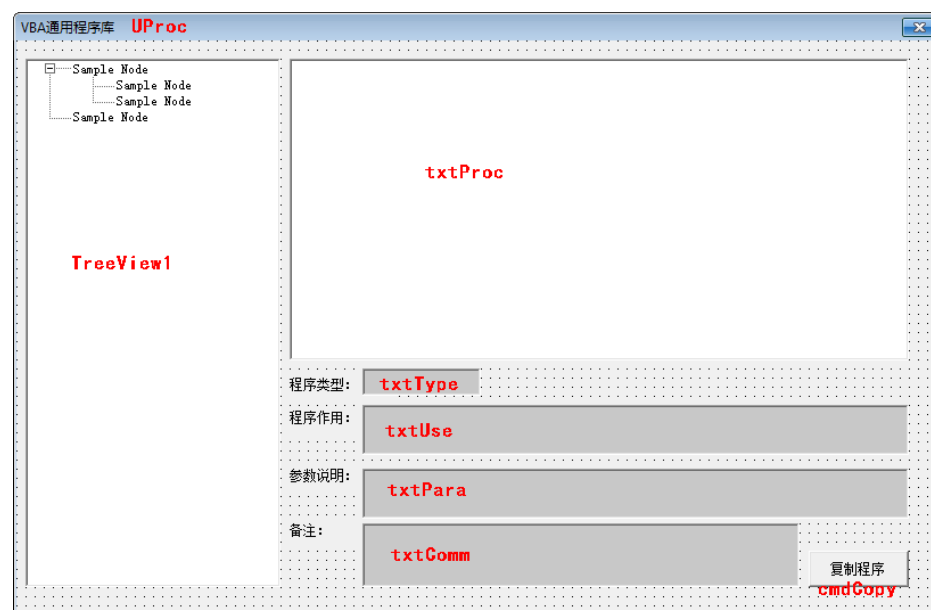 VBA通用程序库 UProc
Sample Node
Sample Node
Sample Node
Sample Node
txtProc
TreeView1
程序类型: txtType
程序作用: txtUse
参数说明: txtPara
备注: txtComm
复制程序
cmdCopy